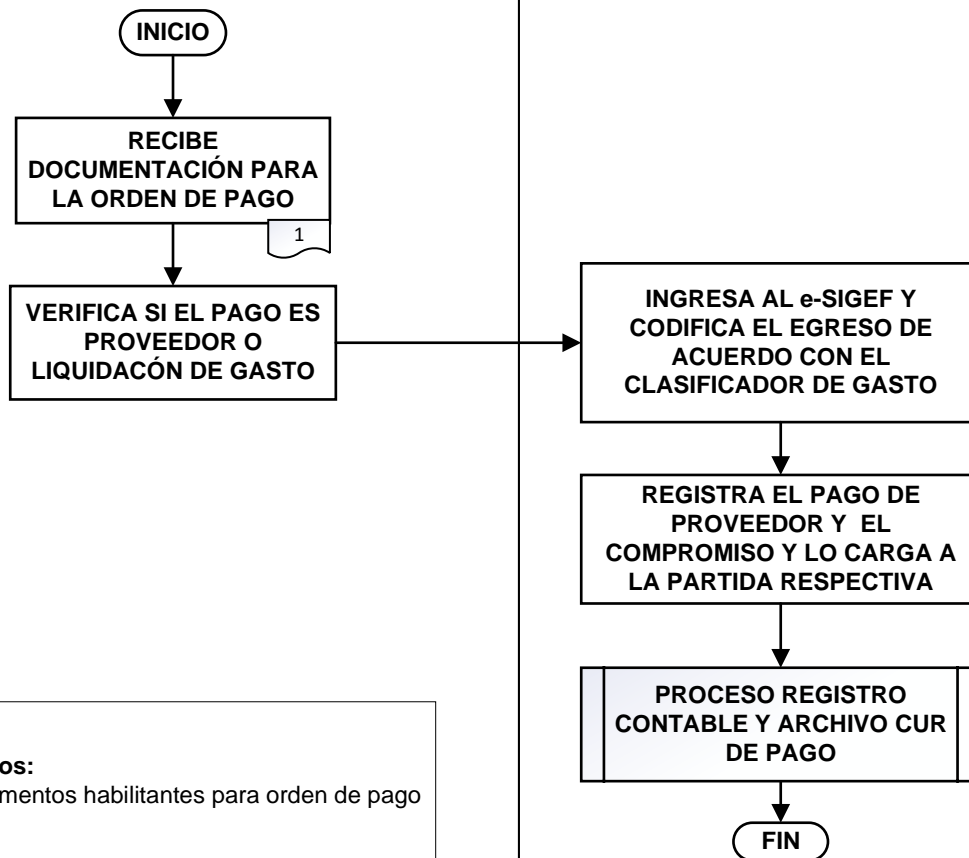 INICIO
RECIBE
DOCUMENTACIÓN PARA
LA ORDEN DE PAGO
1
VERIFICA SI EL PAGO ES
PROVEEDOR O
LIQUIDACÓN DE GASTO
INGRESA AL e-SIGEF Y
CODIFICA EL EGRESO DE
ACUERDO CON EL
CLASIFICADOR DE GASTO
REGISTRA EL PAGO DE
PROVEEDOR Y EL
COMPROMISO Y LO CARGA A
LA PARTIDA RESPECTIVA
PROCESO REGISTRO
CONTABLE Y ARCHIVO CUR
DE PAGO
FIN
os:
mentos habilitantes para orden de pago